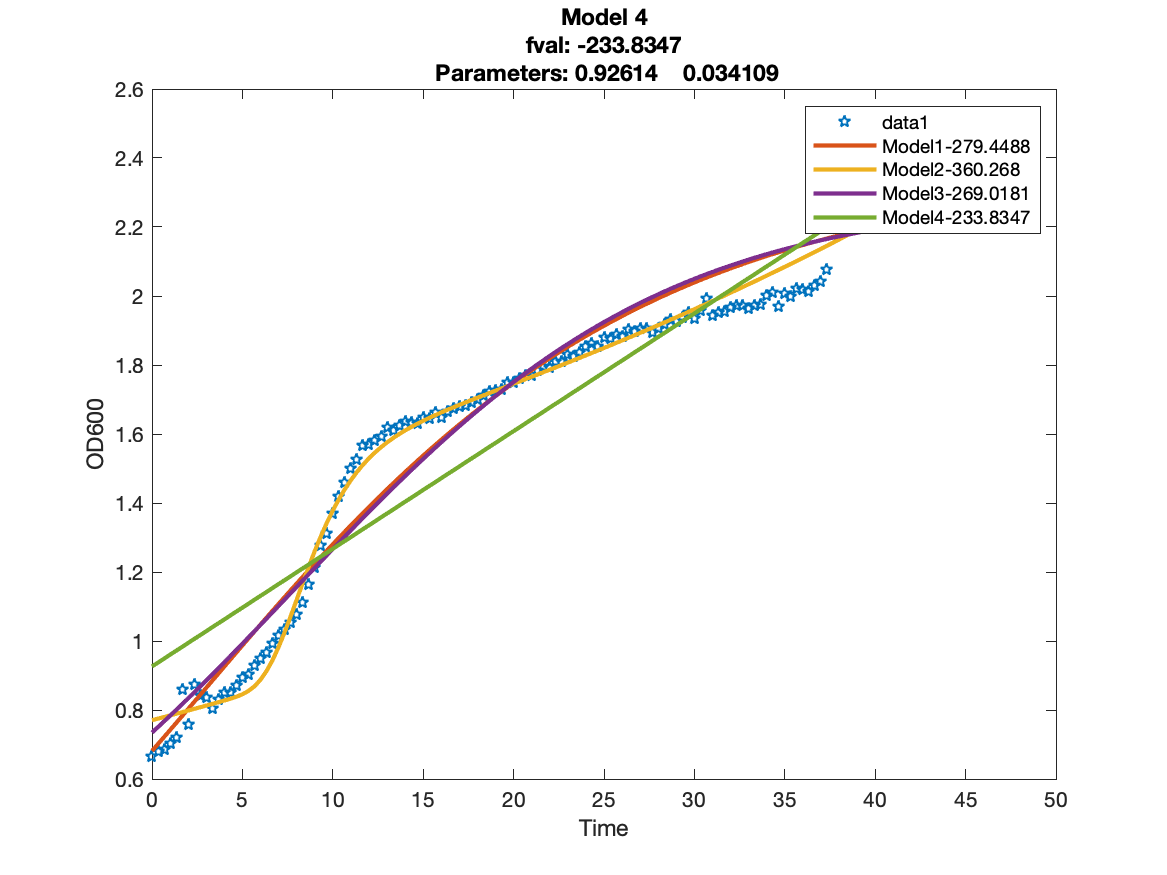 Model 4
fval: -233.8347
Parameters: 0.92614 0.034109
2.6
2.4
2.2
2
1.8
1.6
1.4
1.2
1
0.8
0.6
OD600
data1
Model1-279.4488
Model2-360.268
Model3-269.0181
Model4-233.8347
0 5 10 15 20 25 30 35 40 45 50
Time